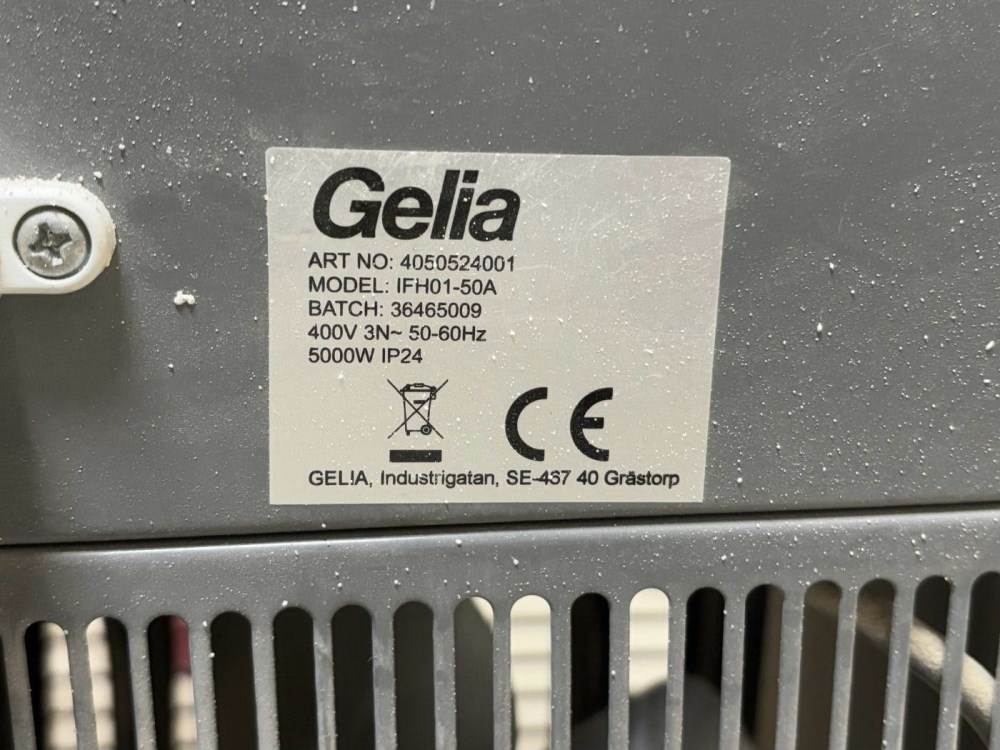 Gelia
ART NO: 4050524001
MODEL: IFH01-50A
BATCH: 36465009
400V 3N~ 50-60Hz
5000W IP24
CE
GELIA, Industrigatan, SE-437 40 Grästorp